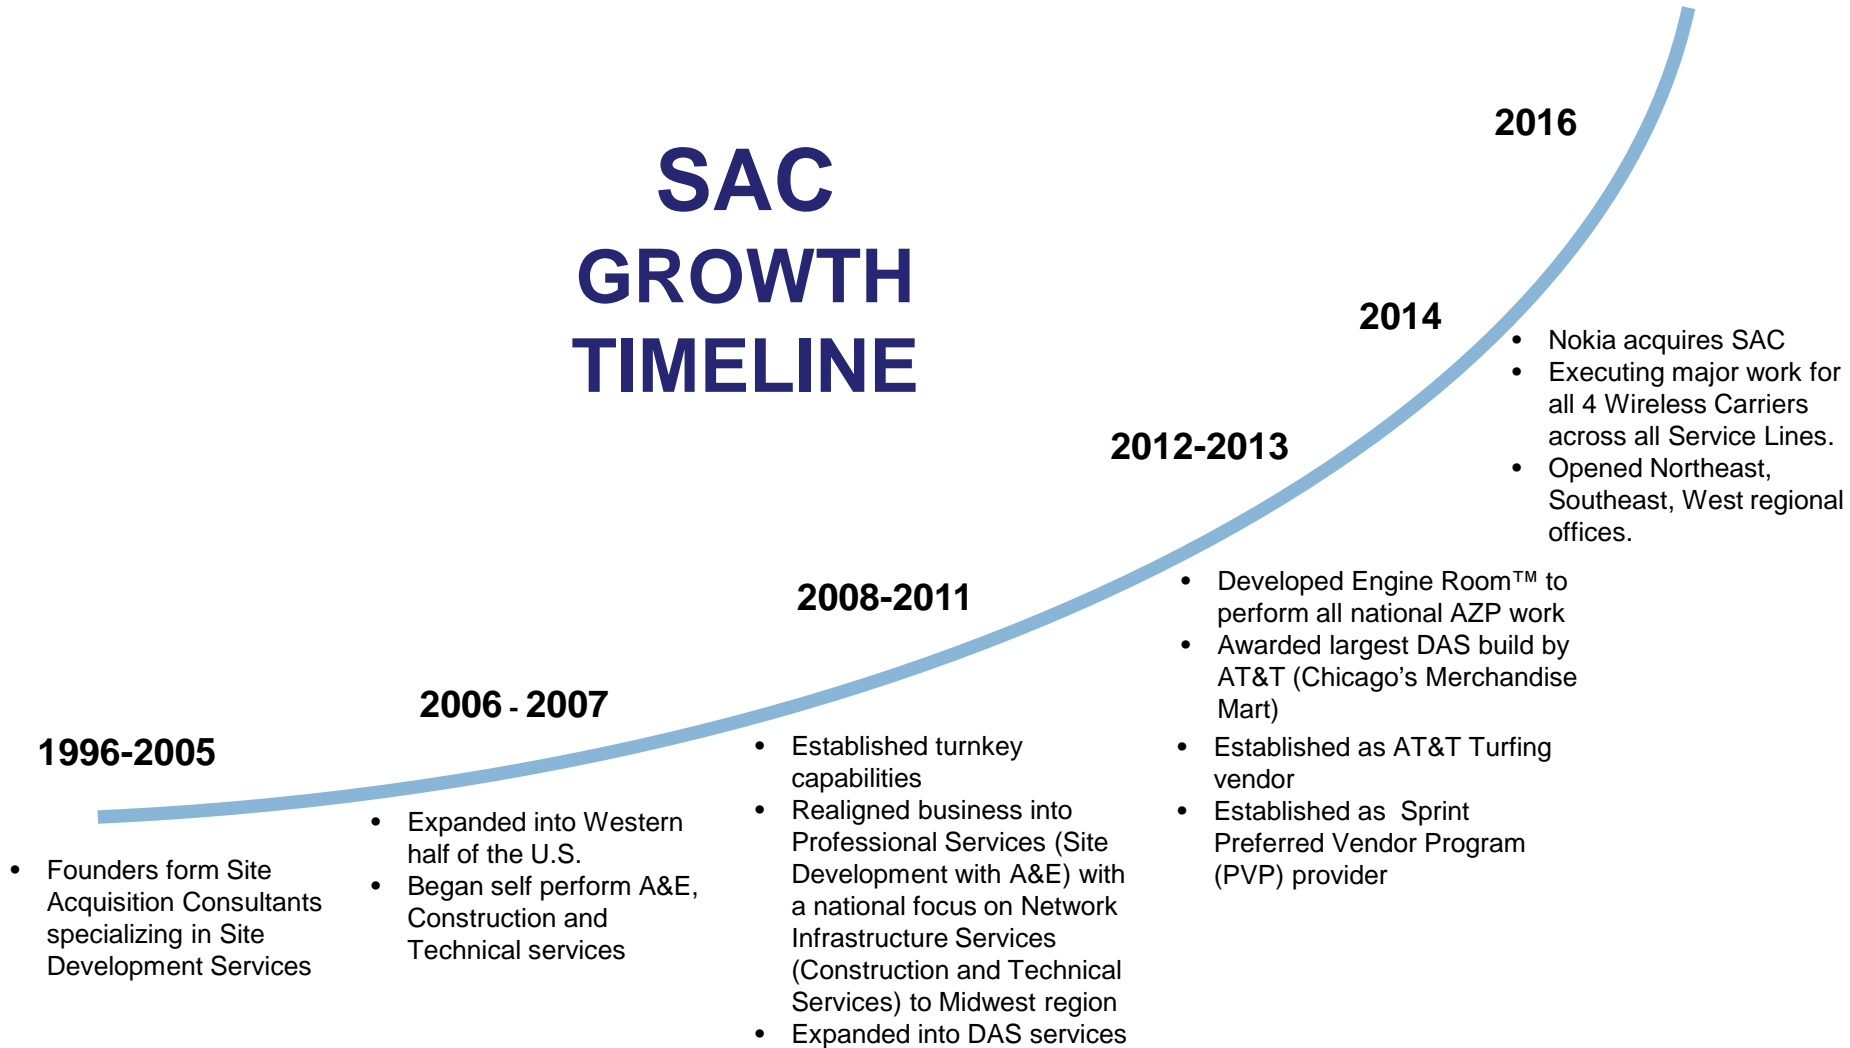 SAC
GROWTH
TIMELINE
1996-2005
• Founders form Site
Acquisition Consultants
specializing in Site
Development Services
2006 - 2007
• Expanded into Western
half of the U.S.
• Began self perform A&E,
Construction and
Technical services
2008-2011
• Established turnkey
capabilities
• Realigned business into
Professional Services (Site
Development with A&E) with
a national focus on Network
Infrastructure Services
(Construction and Technical
Services) to Midwest region
• Expanded into DAS services
2012-2013
• Developed Engine Room™ to
perform all national AZP work
• Awarded largest DAS build by
AT&T (Chicago’s Merchandise
Mart)
• Established as AT&T Turfing
vendor
• Established as  Sprint
Preferred Vendor Program
(PVP) provider
2014
• Nokia acquires SAC
• Executing major work for
all 4 Wireless Carriers
across all Service Lines.
• Opened Northeast,
Southeast, West regional
offices.
2016